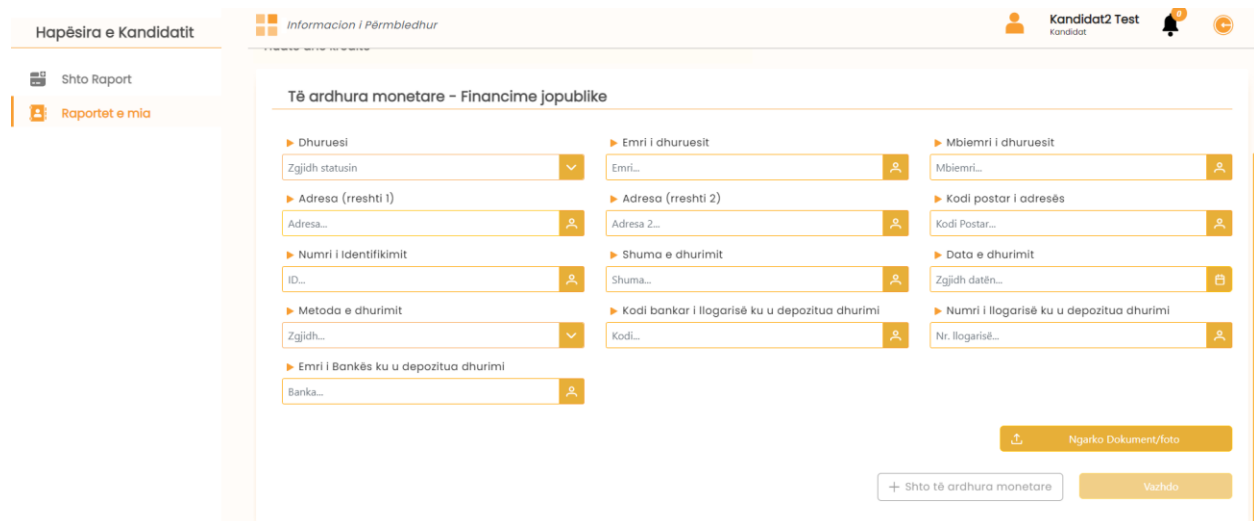 Hapësira e Kandidatit
Shto Raport
Raportet e mia
Informacion i Përmbledhur
Kandidat2 Test
Kandidat
0
Të ardhura monetare - Financime jopublike
Dhuruesi
Emri i dhuruesit
Mbiemri i dhuruesit
Zgjidh statusin
Emri...
Mbiemri...
Adresa (rreshti 1)
Adresa (rreshti 2)
Kodi postar i adresës
Adresa...
Adresa 2...
Kodi Postar...
Numri i Identifikimit
Shuma e dhurimit
Data e dhurimit
ID...
Shuma...
Zgjidh datën...
Metoda e dhurimit
Kodi bankar i llogarisë ku u depozitua dhurimi
Numri i llogarisë ku u depozitua dhurimi
Zgjidh...
Kodi...
Nr. llogarisë...
Emri i Bankës ku u depozitua dhurimi
Banka...
Ngarko Dokument/foto
+ Shto të ardhura monetare
Vazhdo